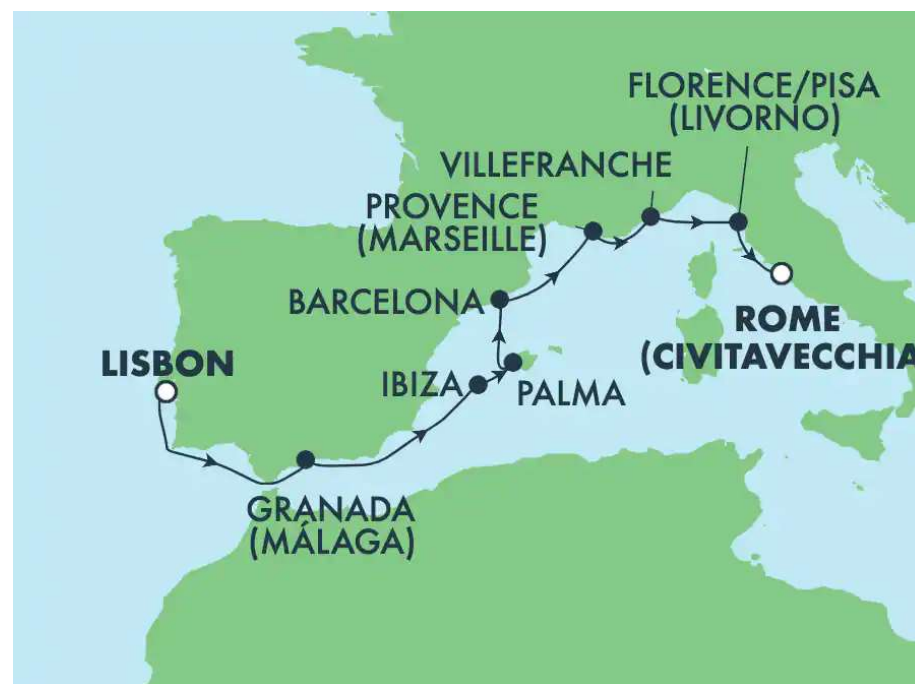 FLORENCE/PISA
(LIVORNO)
VILLEFRANCHE
PROVENCE
(MARSEILLE)
BARCELONA
ROME
(CIVITAVECCHIA
LISBON
IBIZA
PALMA
GRANADA
(MÁLAGA)